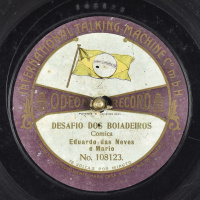 INTERNATIONAL TALKING MACHINE Co m.b.H.
ODEON RECORD
DESAFIO DOS BOIADEIROS
Comica
Eduardo das Neves
e Mario
No. 108123.